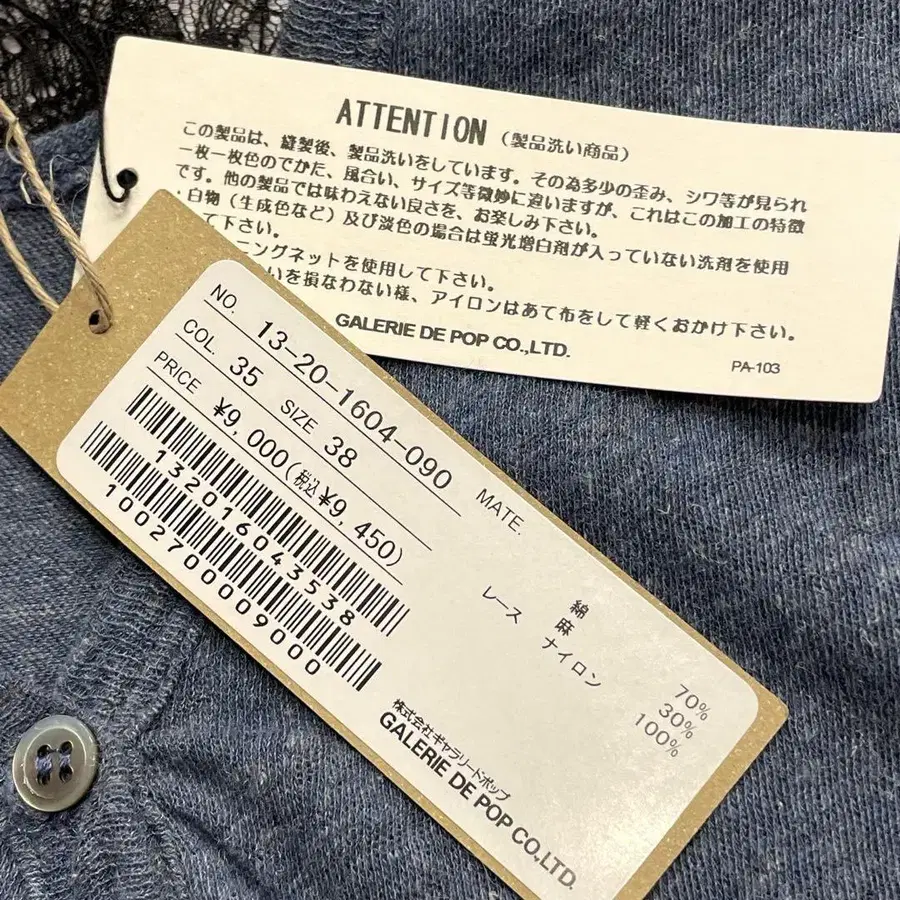 ATTENTION (製品洗い商品)
この製品は、縫製後、製品洗いをしています。その為多少の歪み、シワ等が見られ
一枚一枚色のでかた、風合い、サイズ等微妙に違いますが、これはこの加工の特徴
です。他の製品では味わえない良さを、お楽しみ下さい。
・白物(生成色など)及び淡色の場合は蛍光増白剤が入っていない洗剤を使用
て下さい。
ニングネットを使用して下さい。
いを損なわない様、アイロンはあて布をして軽くおかけ下さい。
GALERIE DE POP CO.,LTD.
PA-103
NO. 13-20-1604-090
COL. 35 SIZE 38
PRICE ¥9,000(税込¥9,450)
132016043538
1002700009000
MATE.
綿 70%
麻 30%
レース ナイロン 100%
株式会社ギャラリードポップ
GALERIE DE POP CO.,LTD.